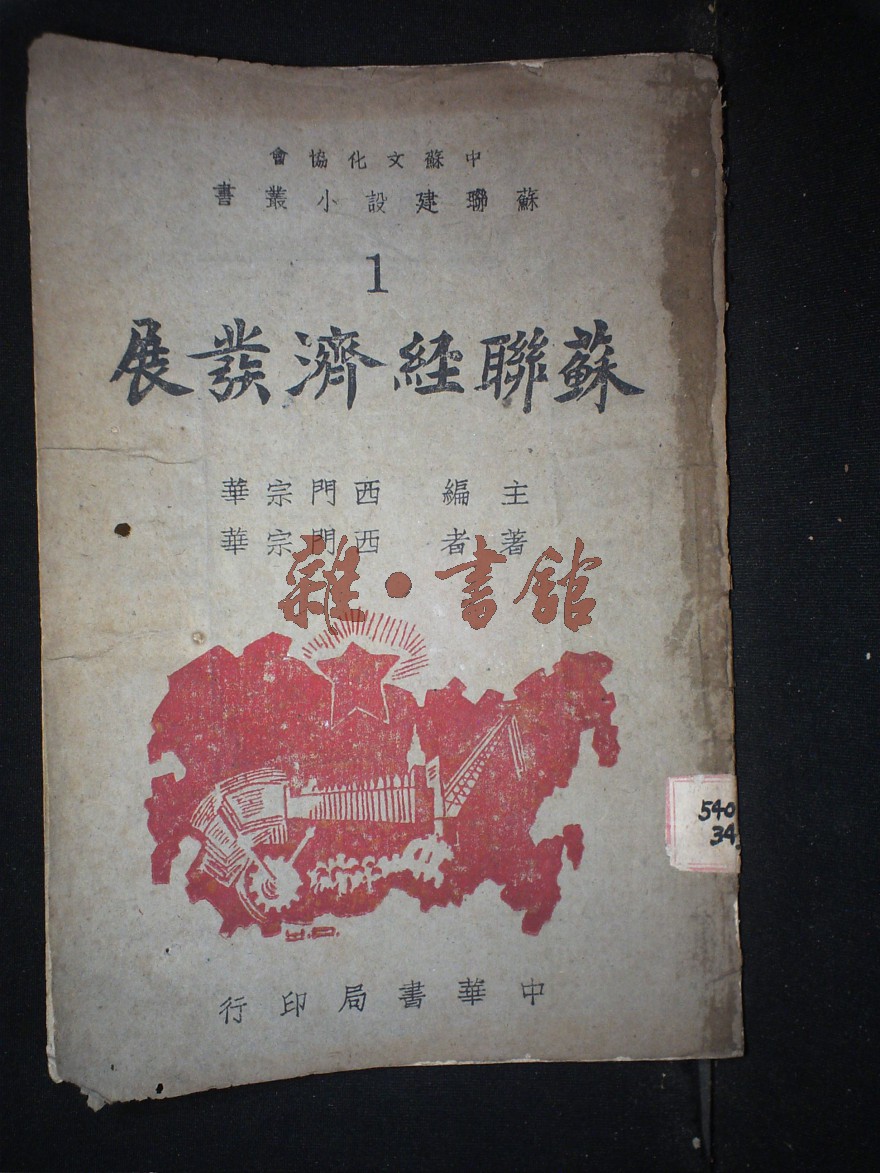 中蘇文化協會
蘇聯建設小叢書
1
蘇聯經濟發展
主編 西門宗華
著者 西門宗華
雜·書舘
中華書局印行
540
34